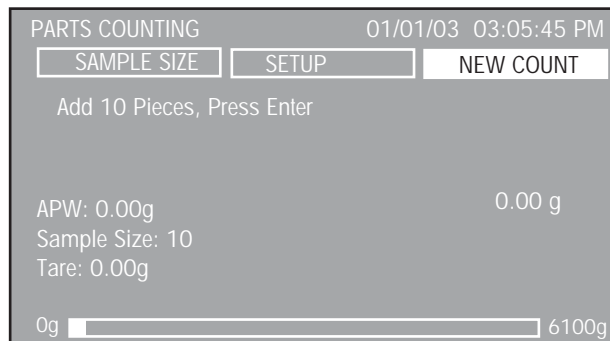 PARTS COUNTING 01/01/03 03:05:45 PM
SAMPLE SIZE SETUP NEW COUNT
Add 10 Pieces, Press Enter
APW: 0.00g 0.00 g
Sample Size: 10
Tare: 0.00g
0g 6100g